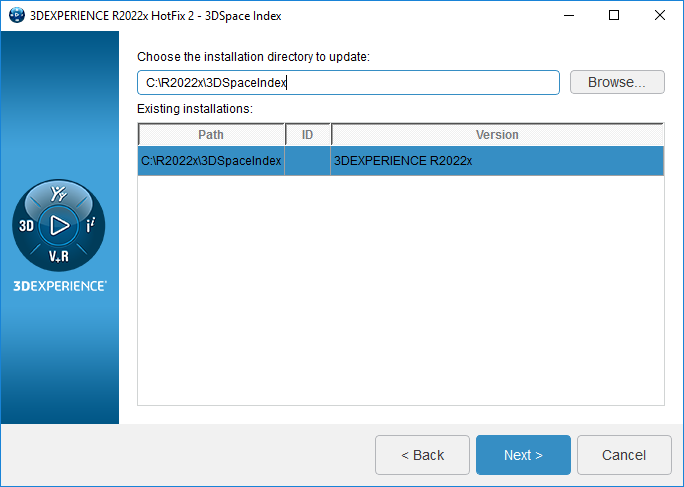 3DEXPERIENCE R2022x HotFix 2 - 3DSpace Index
Choose the installation directory to update:
C:\R2022x\3DSpaceIndex
Browse...
Existing installations:
Path ID Version
C:\R2022x\3DSpaceIndex 3DEXPERIENCE R2022x
3D
i²
V+R
3DEXPERIENCE
< Back Next > Cancel